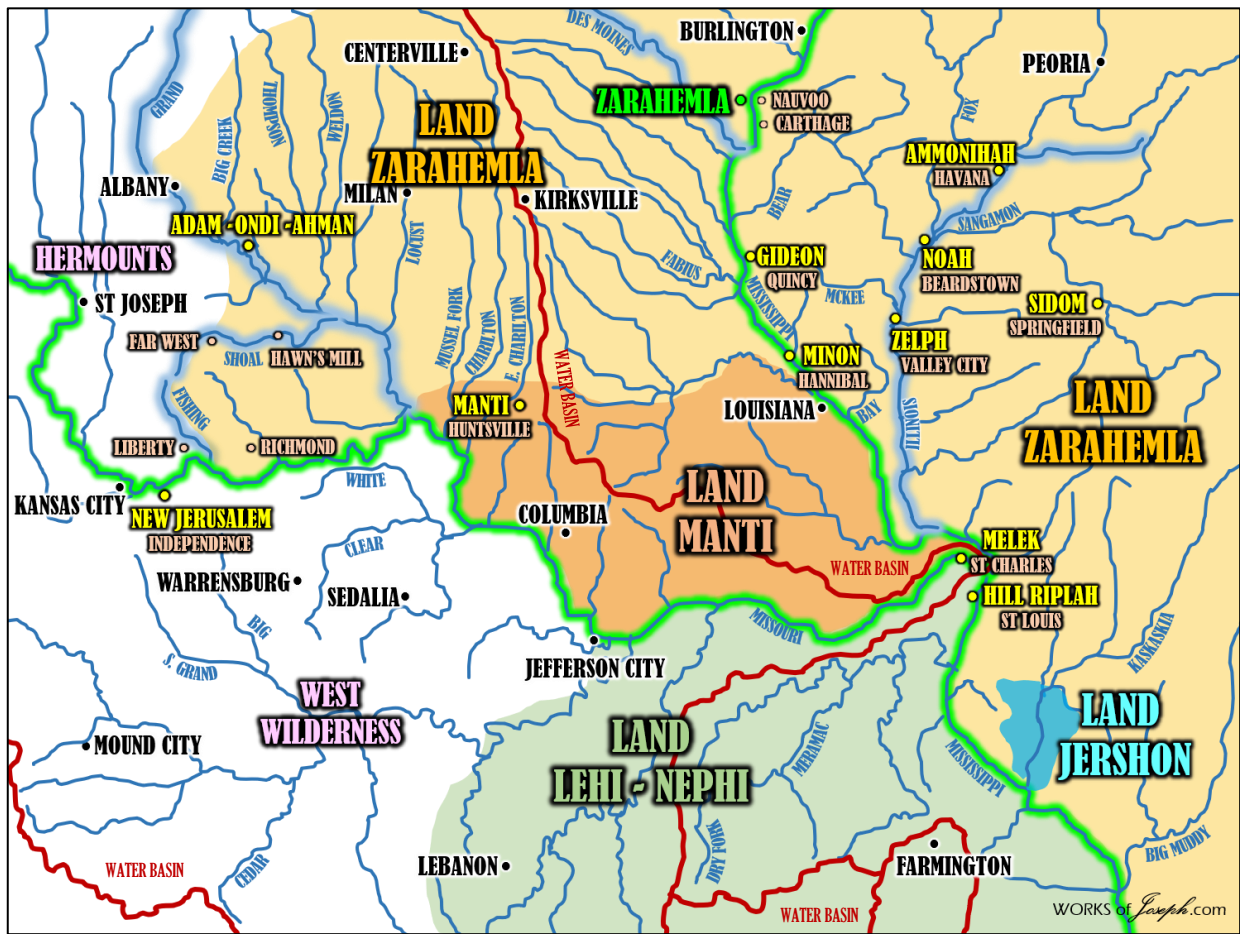 DES MOINES
BURLINGTON
CENTERVILLE
PEORIA
GRAND
THOMPSON
WELDON
BIG CREEK
ZARAHEMLA
NAUVOO
CARTHAGE
FOX
LAND
ZARAHEMLA
AMMONIHAH
HAVANA
ALBANY
MILAN
KIRKSVILLE
BEAR
SANGAMON
ADAM -ONDI -AHMAN
LOCUST
HERMOUNTS
FABIUS
GIDEON
QUINCY
NOAH
BEARDSTOWN
ST JOSEPH
MISSISSIPPI
MCKEE
SIDOM
SPRINGFIELD
FAR WEST
SHOAL
HAWN'S MILL
MUSSEL FORK
CHARILTON
E. CHARILTON
WATER BASIN
MINON
HANNIBAL
ZELPH
VALLEY CITY
FISHING
MANTI
HUNTSVILLE
LOUISIANA
BAY
ILLINOIS
LAND
ZARAHEMLA
LIBERTY
RICHMOND
KANSAS CITY
WHITE
NEW JERUSALEM
INDEPENDENCE
COLUMBIA
LAND
MANTI
CLEAR
MELEK
ST CHARLES
WARRENSBURG
SEDALIA
WATER BASIN
HILL RIPLAH
ST LOUIS
BIG
MISSOURI
KASKASKIA
S. GRAND
JEFFERSON CITY
WEST
WILDERNESS
LAND
LEHI - NEPHI
MERAMAC
MISSISSIPPI
LAND
JERSHON
MOUND CITY
DRY FORK
BIG MUDDY
WATER BASIN
CEDAR
LEBANON
FARMINGTON
WATER BASIN
WORKS of Joseph.com